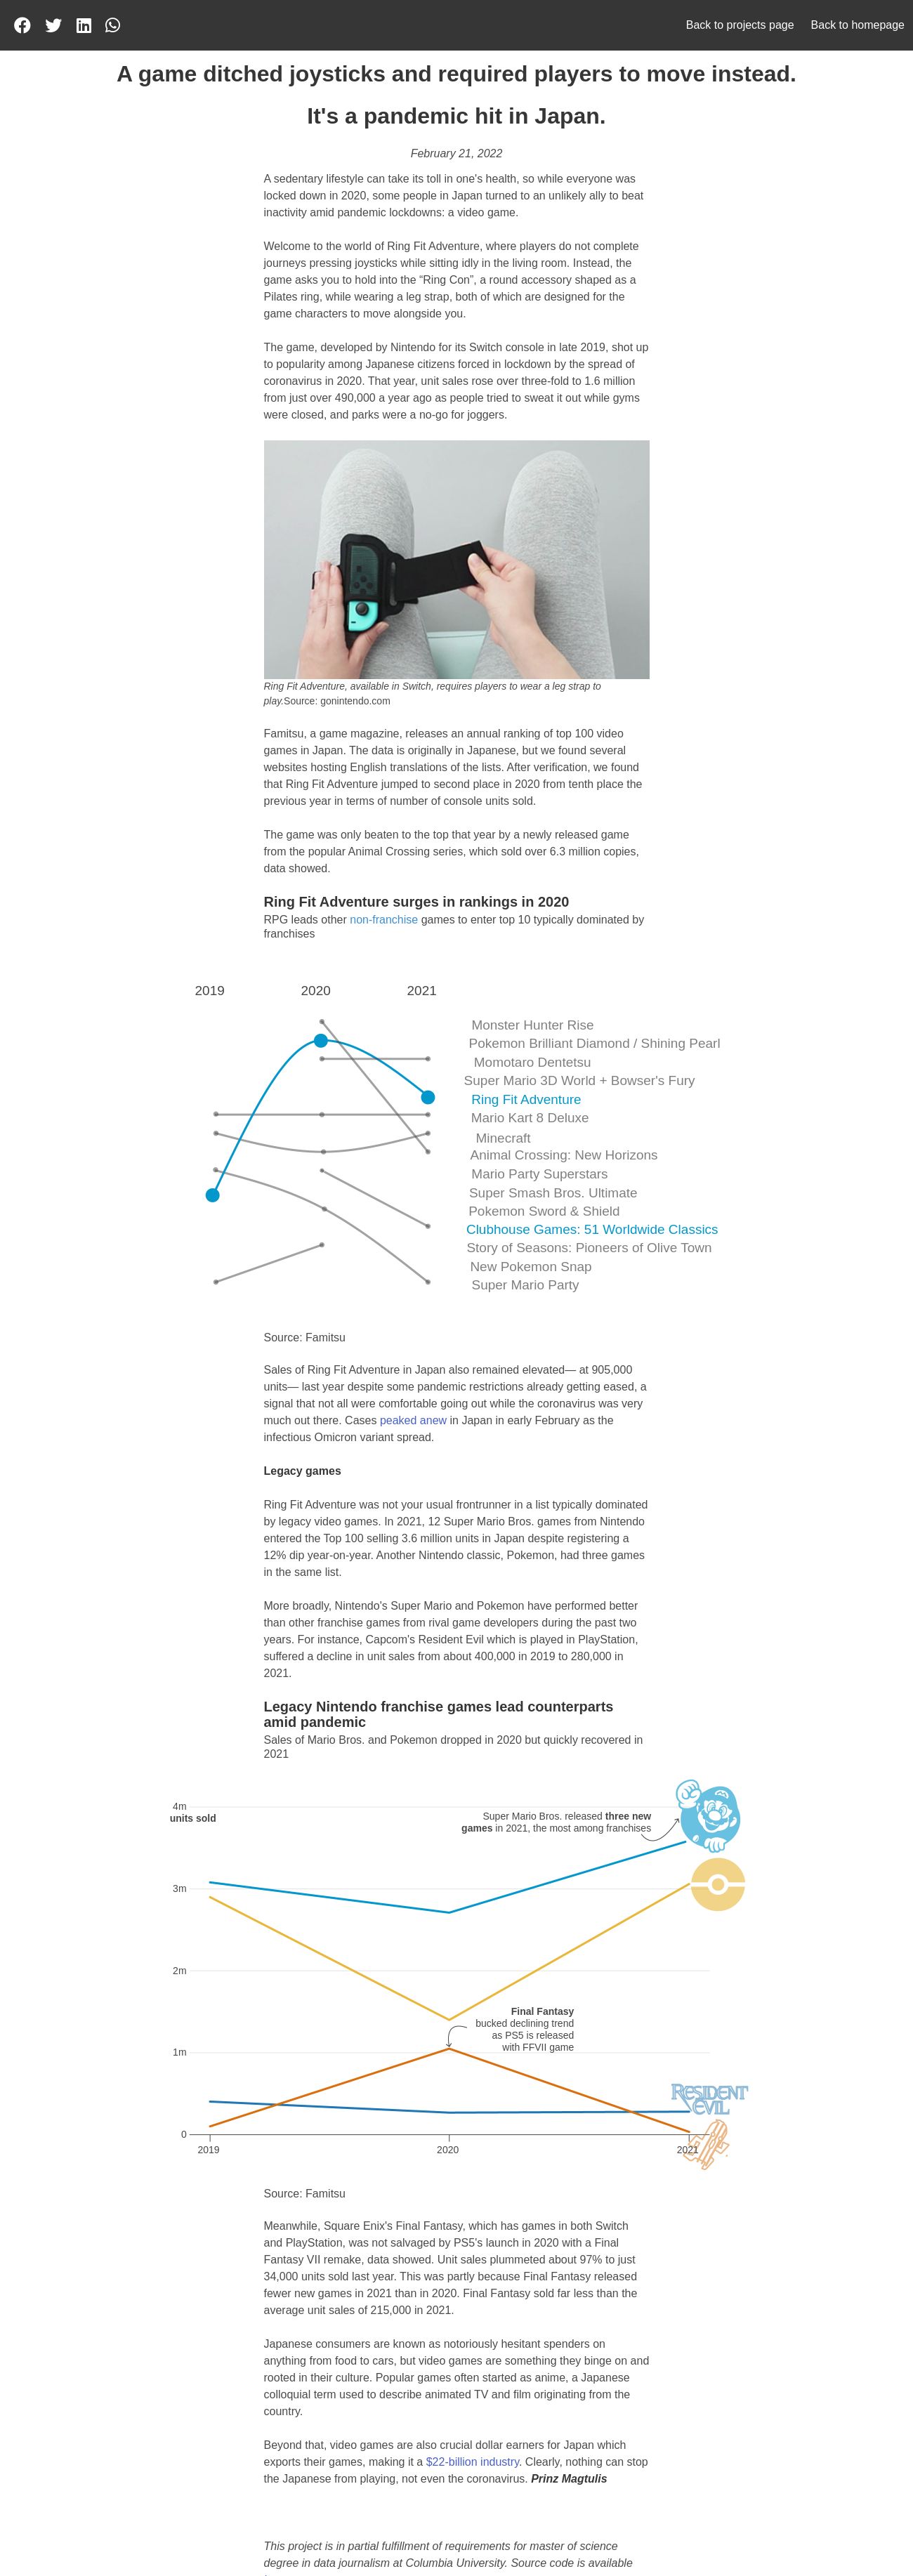 Back to projects page Back to homepage
A game ditched joysticks and required players to move instead.
It's a pandemic hit in Japan.
February 21, 2022
A sedentary lifestyle can take its toll in one's health, so while everyone was
locked down in 2020, some people in Japan turned to an unlikely ally to beat
inactivity amid pandemic lockdowns: a video game.
Welcome to the world of Ring Fit Adventure, where players do not complete
journeys pressing joysticks while sitting idly in the living room. Instead, the
game asks you to hold into the “Ring Con”, a round accessory shaped as a
Pilates ring, while wearing a leg strap, both of which are designed for the
game characters to move alongside you.
The game, developed by Nintendo for its Switch console in late 2019, shot up
to popularity among Japanese citizens forced in lockdown by the spread of
coronavirus in 2020. That year, unit sales rose over three-fold to 1.6 million
from just over 490,000 a year ago as people tried to sweat it out while gyms
were closed, and parks were a no-go for joggers.
Ring Fit Adventure, available in Switch, requires players to wear a leg strap to
play.Source: gonintendo.com
Famitsu, a game magazine, releases an annual ranking of top 100 video
games in Japan. The data is originally in Japanese, but we found several
websites hosting English translations of the lists. After verification, we found
that Ring Fit Adventure jumped to second place in 2020 from tenth place the
previous year in terms of number of console units sold.
The game was only beaten to the top that year by a newly released game
from the popular Animal Crossing series, which sold over 6.3 million copies,
data showed.
Ring Fit Adventure surges in rankings in 2020
RPG leads other non-franchise games to enter top 10 typically dominated by
franchises
2019 2020 2021
Monster Hunter Rise
Pokemon Brilliant Diamond / Shining Pearl
Momotaro Dentetsu
Super Mario 3D World + Bowser's Fury
Ring Fit Adventure
Mario Kart 8 Deluxe
Minecraft
Animal Crossing: New Horizons
Mario Party Superstars
Super Smash Bros. Ultimate
Pokemon Sword & Shield
Clubhouse Games: 51 Worldwide Classics
Story of Seasons: Pioneers of Olive Town
New Pokemon Snap
Super Mario Party
Source: Famitsu
Sales of Ring Fit Adventure in Japan also remained elevated— at 905,000
units— last year despite some pandemic restrictions already getting eased, a
signal that not all were comfortable going out while the coronavirus was very
much out there. Cases peaked anew in Japan in early February as the
infectious Omicron variant spread.
Legacy games
Ring Fit Adventure was not your usual frontrunner in a list typically dominated
by legacy video games. In 2021, 12 Super Mario Bros. games from Nintendo
entered the Top 100 selling 3.6 million units in Japan despite registering a
12% dip year-on-year. Another Nintendo classic, Pokemon, had three games
in the same list.
More broadly, Nintendo's Super Mario and Pokemon have performed better
than other franchise games from rival game developers during the past two
years. For instance, Capcom's Resident Evil which is played in PlayStation,
suffered a decline in unit sales from about 400,000 in 2019 to 280,000 in
2021.
Legacy Nintendo franchise games lead counterparts
amid pandemic
Sales of Mario Bros. and Pokemon dropped in 2020 but quickly recovered in
2021
4m
units sold
Super Mario Bros. released three new
games in 2021, the most among franchises
3m
2m
Final Fantasy
bucked declining trend
as PS5 is released
with FFVII game
1m
RESIDENT
EVIL
0
2019 2020 2021
Source: Famitsu
Meanwhile, Square Enix's Final Fantasy, which has games in both Switch
and PlayStation, was not salvaged by PS5's launch in 2020 with a Final
Fantasy VII remake, data showed. Unit sales plummeted about 97% to just
34,000 units sold last year. This was partly because Final Fantasy released
fewer new games in 2021 than in 2020. Final Fantasy sold far less than the
average unit sales of 215,000 in 2021.
Japanese consumers are known as notoriously hesitant spenders on
anything from food to cars, but video games are something they binge on and
rooted in their culture. Popular games often started as anime, a Japanese
colloquial term used to describe animated TV and film originating from the
country.
Beyond that, video games are also crucial dollar earners for Japan which
exports their games, making it a $22-billion industry. Clearly, nothing can stop
the Japanese from playing, not even the coronavirus. Prinz Magtulis
This project is in partial fulfillment of requirements for master of science
degree in data journalism at Columbia University. Source code is available